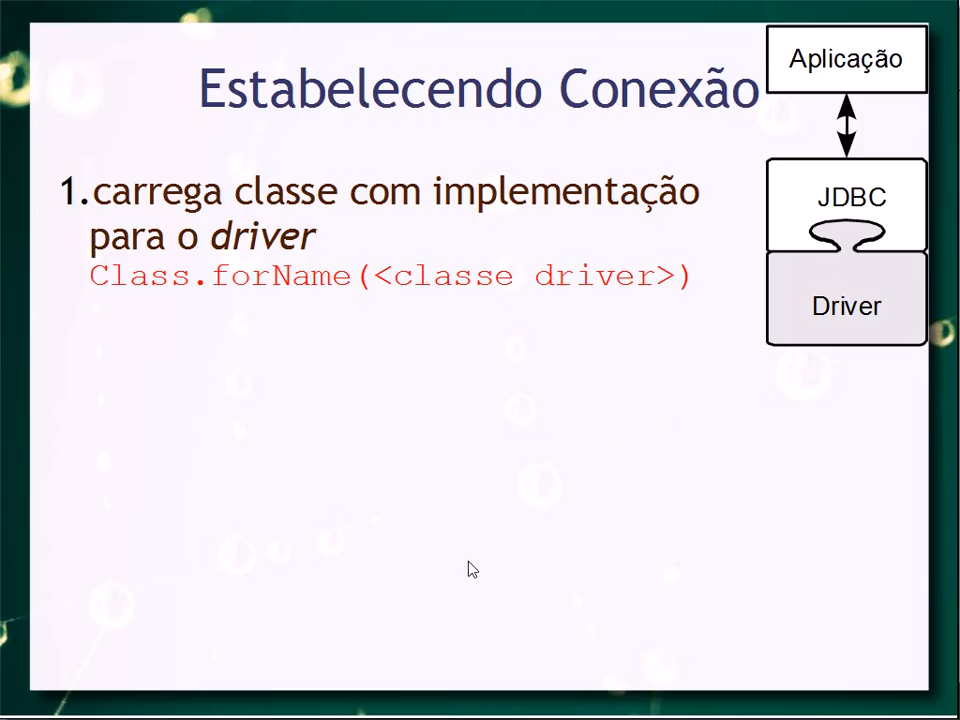 Estabelecendo Conexão
1.carrega classe com implementação
para o driver
Class.forName(<classe driver>)
Aplicação
JDBC
Driver